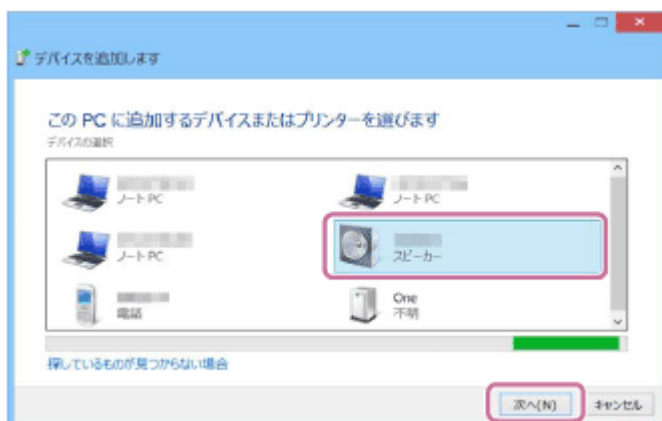 デバイスを追加します
この PC に追加するデバイスまたはプリンターを選びます
デバイスの選択
ノート PC
ノート PC
ノート PC
スピーカー
電話
One
不明
探しているものが見つからない場合
次へ(N)
キャンセル